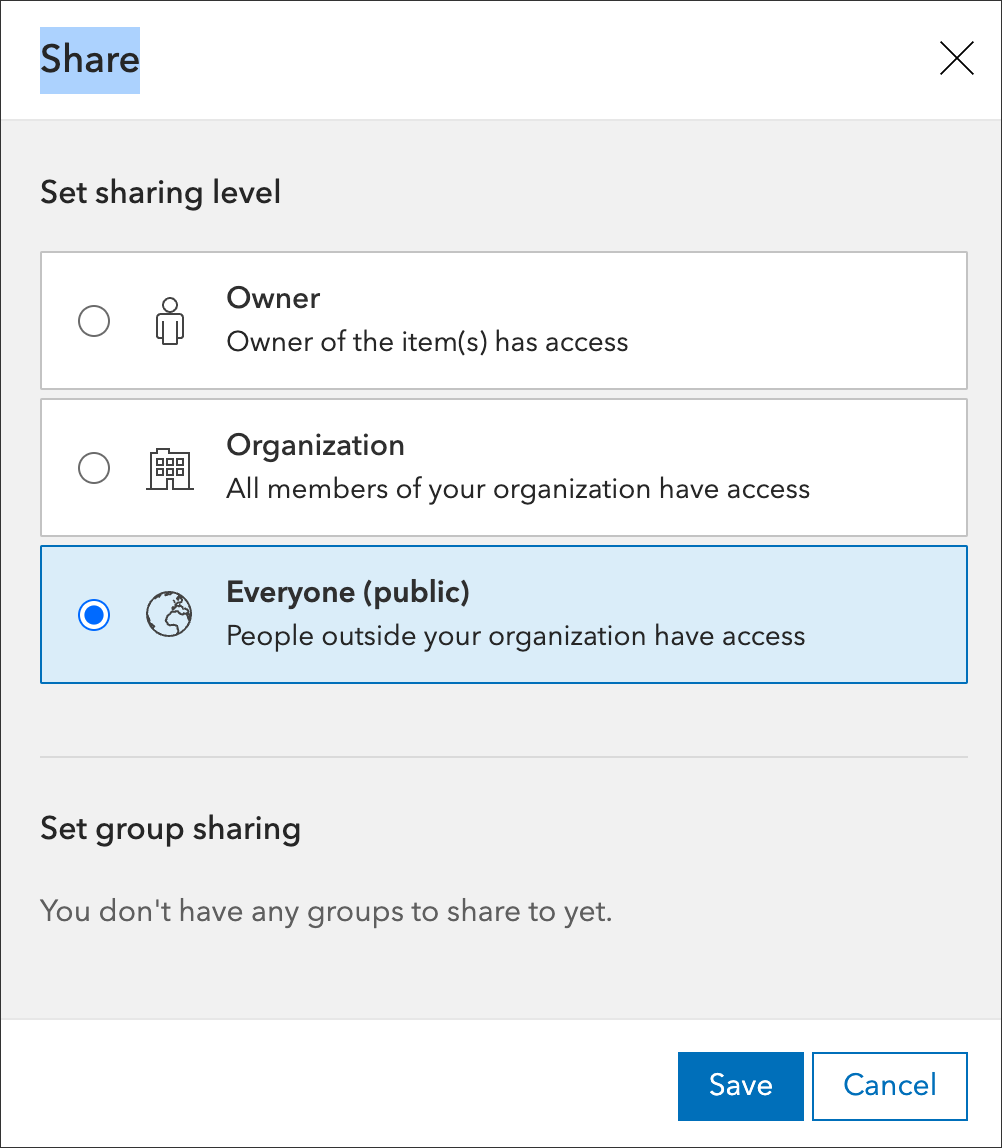 Share
Set sharing level
Owner
Owner of the item(s) has access
Organization
All members of your organization have access
Everyone (public)
People outside your organization have access
Set group sharing
You don't have any groups to share to yet.
Save
Cancel